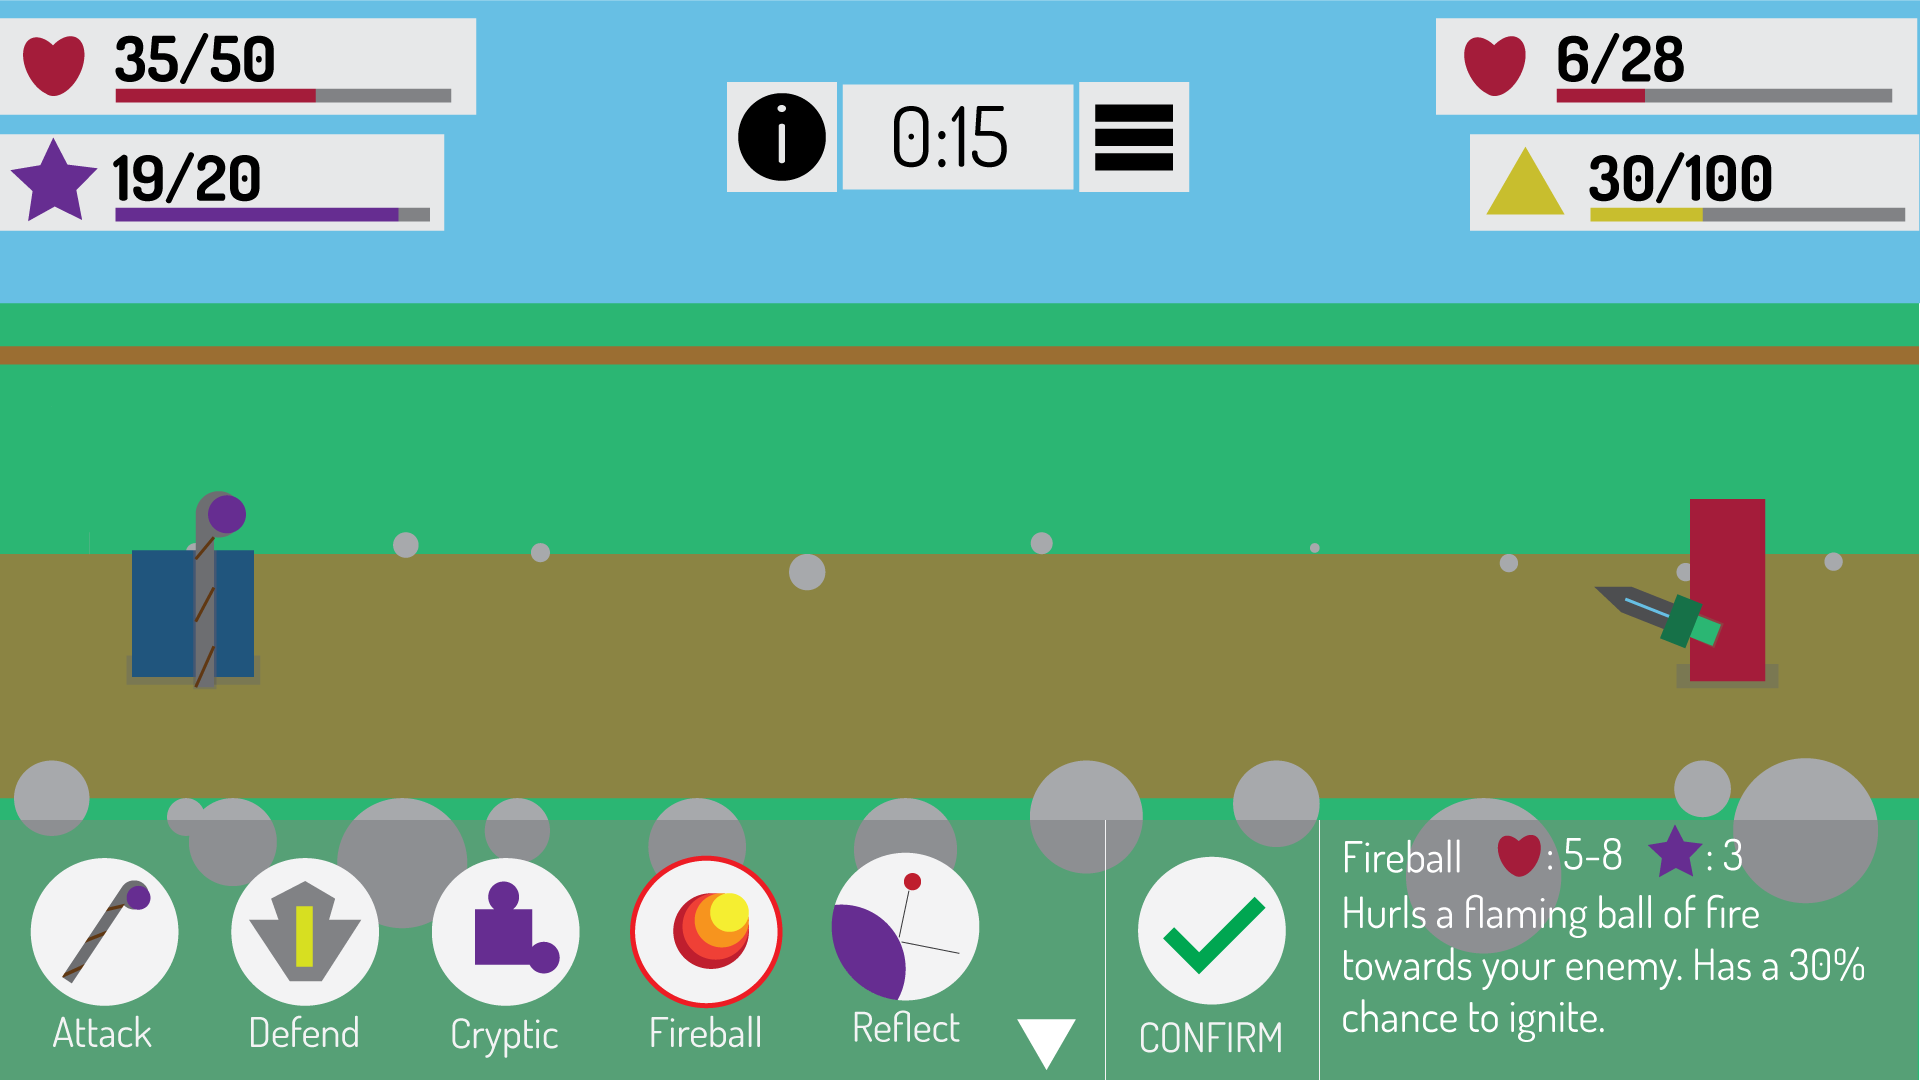 35/50
19/20
i
0:15
6/28
30/100
Attack
Defend
Cryptic
Fireball
Reflect
CONFIRM
Fireball : 5-8 : 3
Hurls a flaming ball of fire
towards your enemy. Has a 30%
chance to ignite.